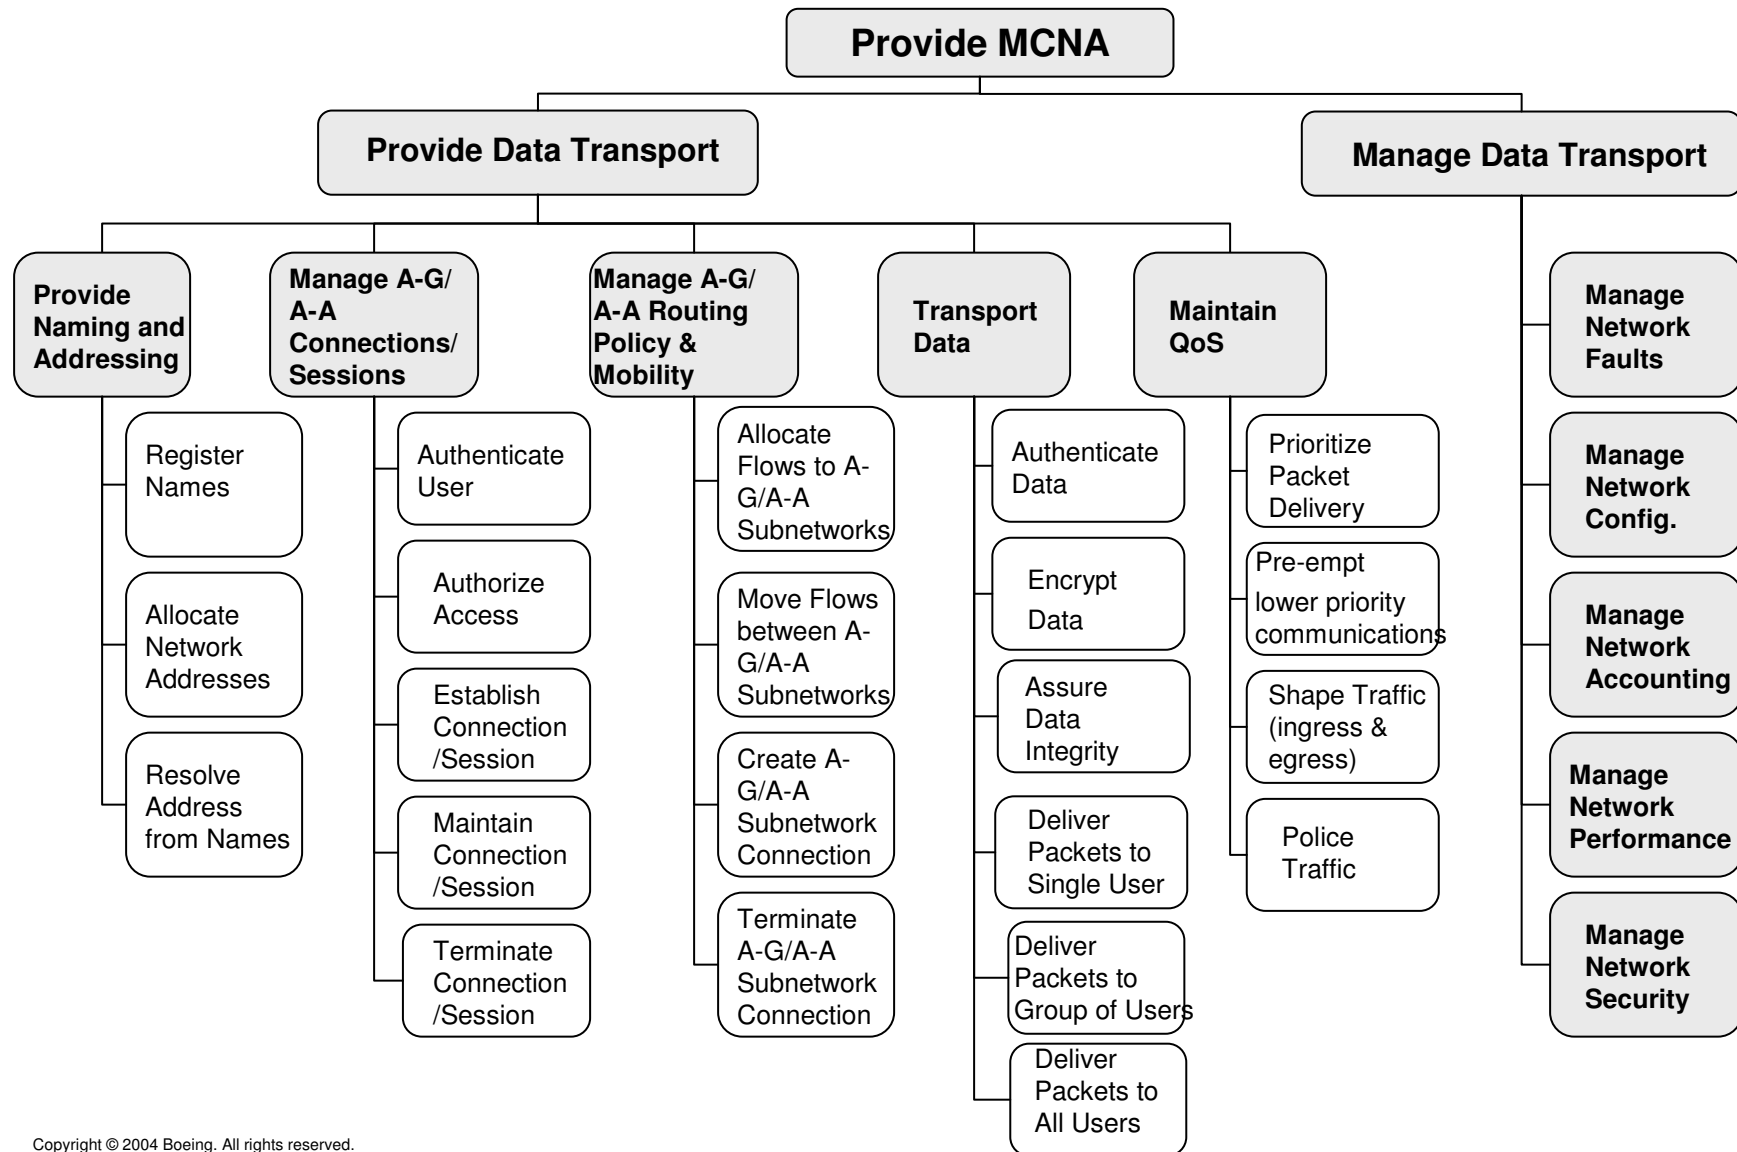 Provide MCNA
Provide Data Transport
Manage Data Transport
Provide
Naming and
Addressing
Register
Names
Allocate
Network
Addresses
Resolve
Address
from Names
Manage A-G/
A-A
Connections/
Sessions
Authenticate
User
Authorize
Access
Establish
Connection
/Session
Maintain
Connection
/Session
Terminate
Connection
/Session
Manage A-G/
A-A Routing
Policy &
Mobility
Allocate
Flows to A-
G/A-A
Subnetworks
Move Flows
between A-
G/A-A
Subnetworks
Create A-
G/A-A
Subnetwork
Connection
Terminate
A-G/A-A
Subnetwork
Connection
Transport
Data
Authenticate
Data
Encrypt
Data
Assure
Data
Integrity
Deliver
Packets to
Single User
Deliver
Packets to
Group of Users
Deliver
Packets to
All Users
Maintain
QoS
Prioritize
Packet
Delivery
Pre-empt
lower priority
communications
Shape Traffic
(ingress &
egress)
Police
Traffic
Manage
Network
Faults
Manage
Network
Config.
Manage
Network
Accounting
Manage
Network
Performance
Manage
Network
Security
Copyright © 2004 Boeing. All rights reserved.